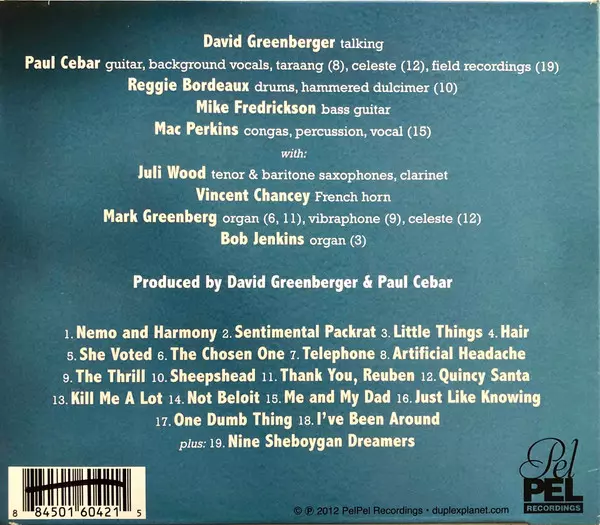 David Greenberger talking
Paul Cebar guitar, background vocals, taraang (8), celeste (12), field recordings (19)
Reggie Bordeaux drums, hammered dulcimer (10)
Mike Fredrickson bass guitar
Mac Perkins congas, percussion, vocal (15)
with:
Juli Wood tenor & baritone saxophones, clarinet
Vincent Chancey French horn
Mark Greenberg organ (6, 11), vibraphone (9), celeste (12)
Bob Jenkins organ (3)
Produced by David Greenberger & Paul Cebar
1. Nemo and Harmony 2. Sentimental Packrat 3. Little Things 4. Hair
5. She Voted 6. The Chosen One 7. Telephone 8. Artificial Headache
9. The Thrill 10. Sheepshead 11. Thank You, Reuben 12. Quincy Santa
13. Kill Me A Lot 14. Not Beloit 15. Me and My Dad 16. Just Like Knowing
17. One Dumb Thing 18. I've Been Around
plus: 19. Nine Sheboygan Dreamers
Pel
PEL
RECORDINGS
8 84501 60421 5
© ℗ 2012 PelPel Recordings • duplexplanet.com